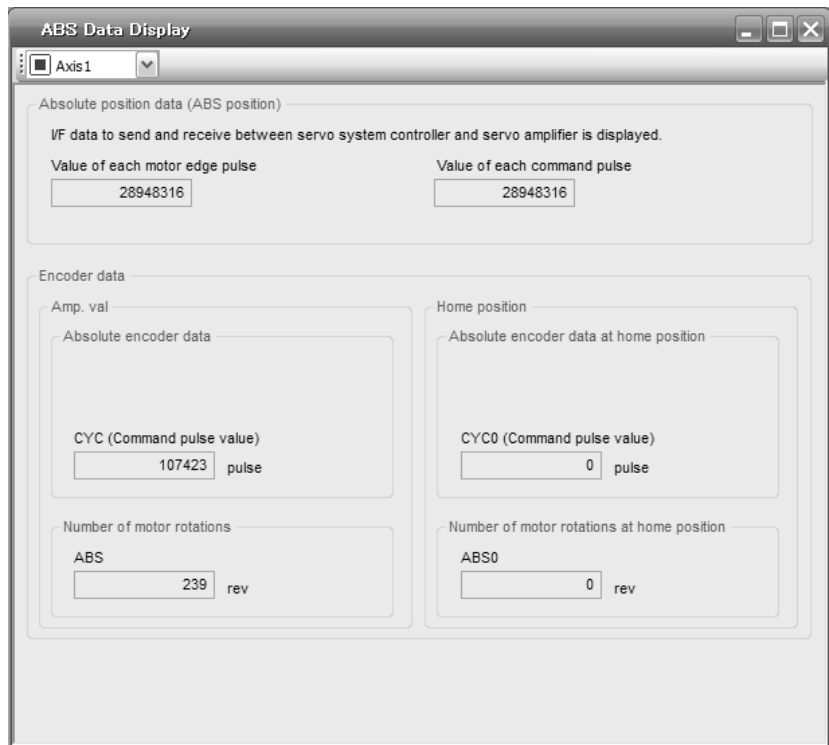 ABS Data Display
Axis1
Absolute position data (ABS position)
I/F data to send and receive between servo system controller and servo amplifier is displayed.
Value of each motor edge pulse
Value of each command pulse
28948316
28948316
Encoder data
Amp. val
Home position
Absolute encoder data
Absolute encoder data at home position
CYC (Command pulse value)
CYC0 (Command pulse value)
107423 pulse
0 pulse
Number of motor rotations
Number of motor rotations at home position
ABS
ABS0
239 rev
0 rev